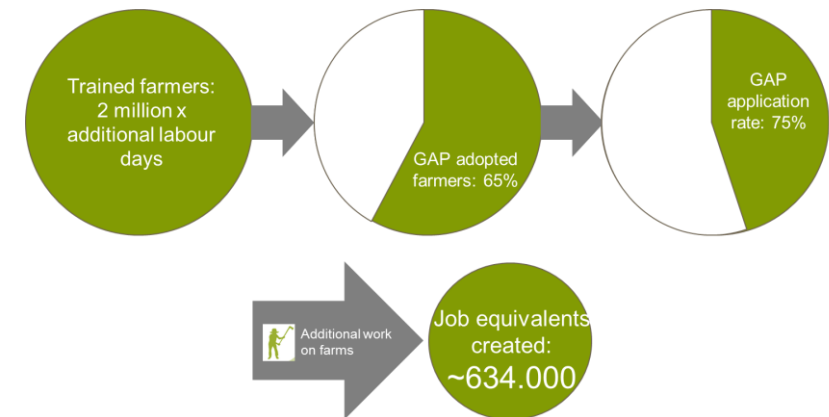 Trained farmers:
2 million x
additional labour
days
GAP adopted
farmers: 65%
GAP
application
rate: 75%
Additional work
on farms
Job equivalents
created:
~634.000